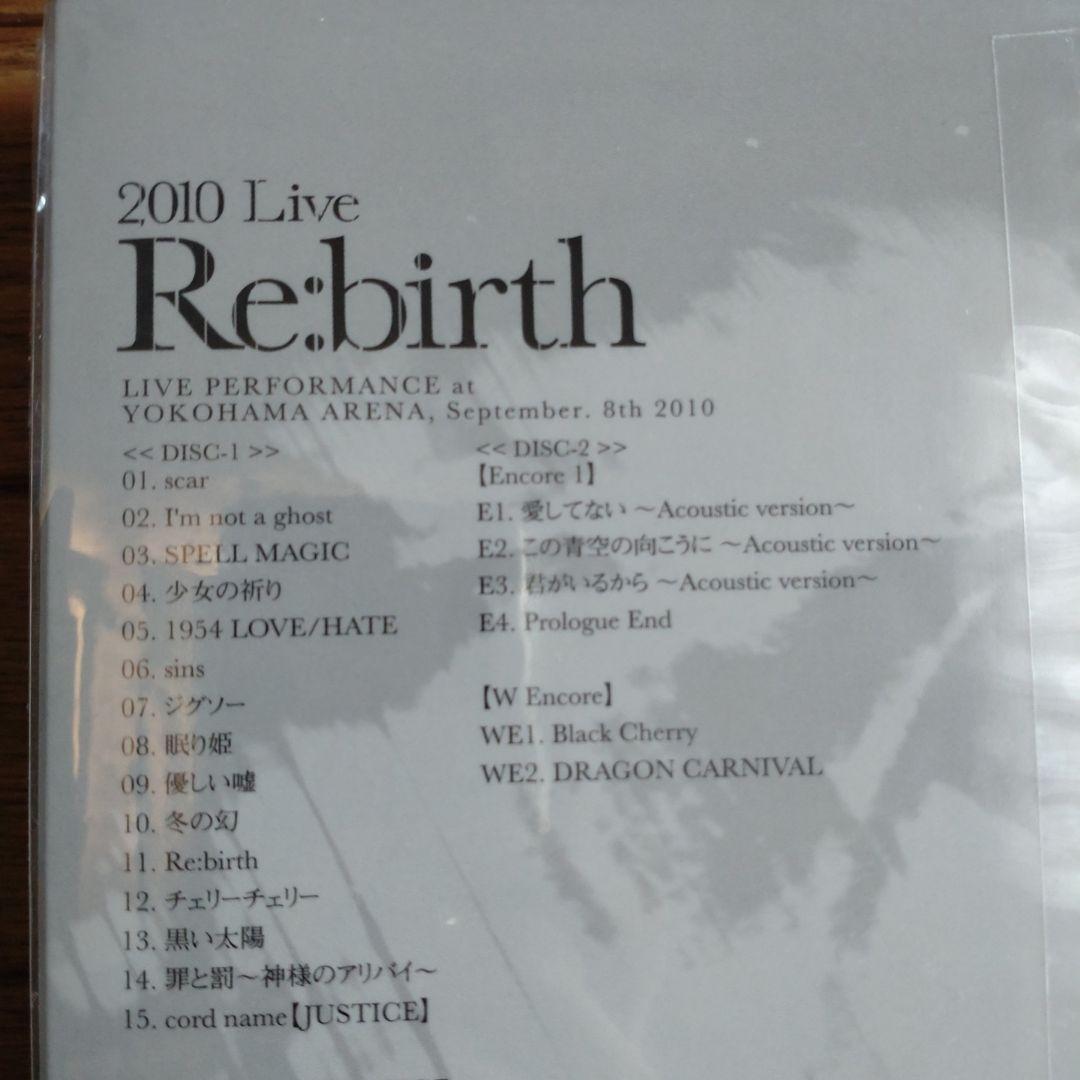 2010 Live
Re:birth
LIVE PERFORMANCE at
YOKOHAMA ARENA, September. 8th 2010
<< DISC-1 >>
01. scar
02. I'm not a ghost
03. SPELL MAGIC
04. 少女の祈り
05. 1954 LOVE/HATE
06. sins
07. ジグソー
08. 眠り姫
09. 優しい嘘
10. 冬の幻
11. Re:birth
12. チェリーチェリー
13. 黒い太陽
14. 罪と罰～神様のアリバイ～
15. cord name【JUSTICE】
<< DISC-2 >>
【Encore 1】
E1. 愛してない ～Acoustic version～
E2. この青空の向こうに ～Acoustic version～
E3. 君がいるから ～Acoustic version～
E4. Prologue End
【W Encore】
WE1. Black Cherry
WE2. DRAGON CARNIVAL